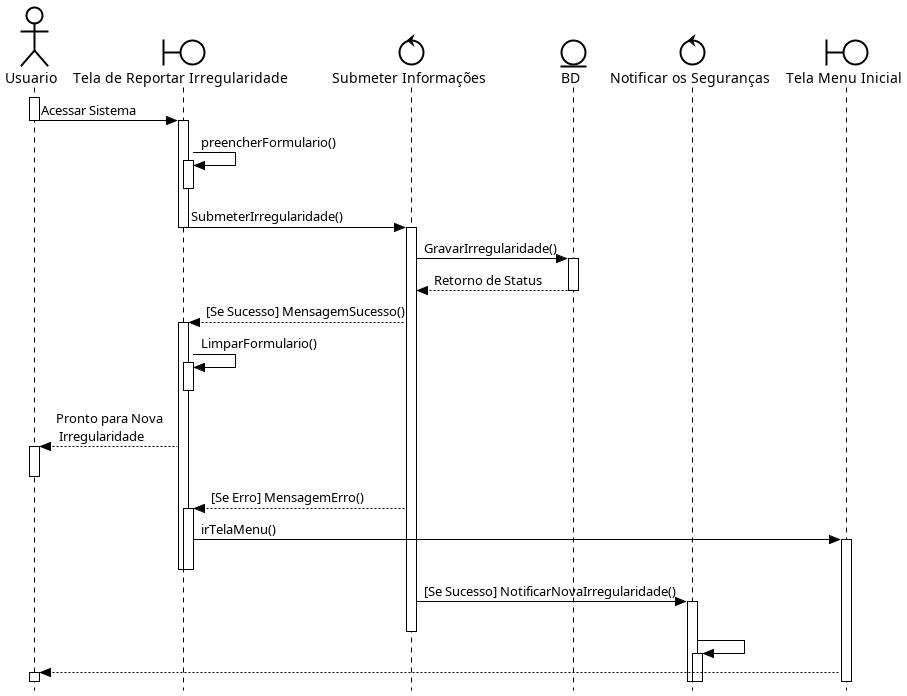 Usuario
Tela de Reportar Irregularidade
Submeter Informações
BD
Notificar os Seguranças
Tela Menu Inicial
Acessar Sistema
preencherFormulario()
SubmeterIrregularidade()
GravarIrregularidade()
Retorno de Status
[Se Sucesso] MensagemSucesso()
LimparFormulario()
Pronto para Nova
Irregularidade
[Se Erro] MensagemErro()
irTelaMenu()
[Se Sucesso] NotificarNovaIrregularidade()